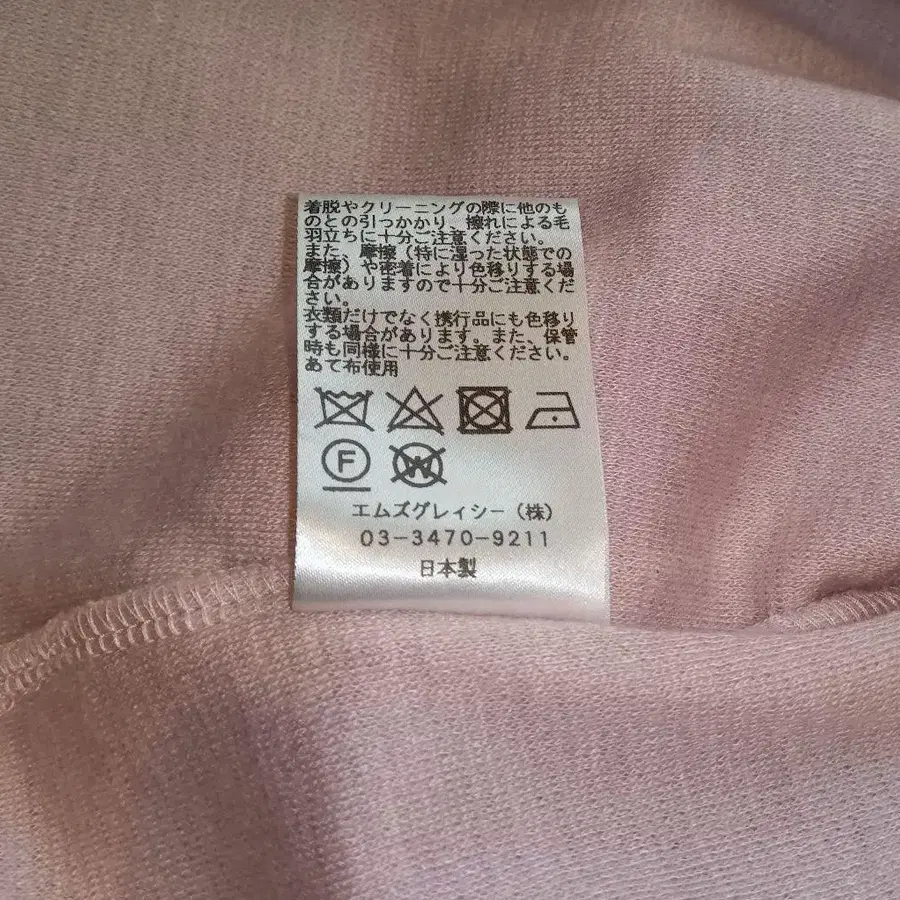 着脱やクリーニングの際に他のも
のとの引っかかり、擦れによる毛
羽立ちに十分ご注意ください。
また、摩擦（特に湿った状態での
摩擦）や密着により色移りする場
合がありますので十分ご注意くだ
さい。
衣類だけでなく携行品にも色移り
する場合があります。また、保管
時も同様に十分ご注意ください。
あて布使用
F
W
エムズグレィシー（株）
03-3470-9211
日本製